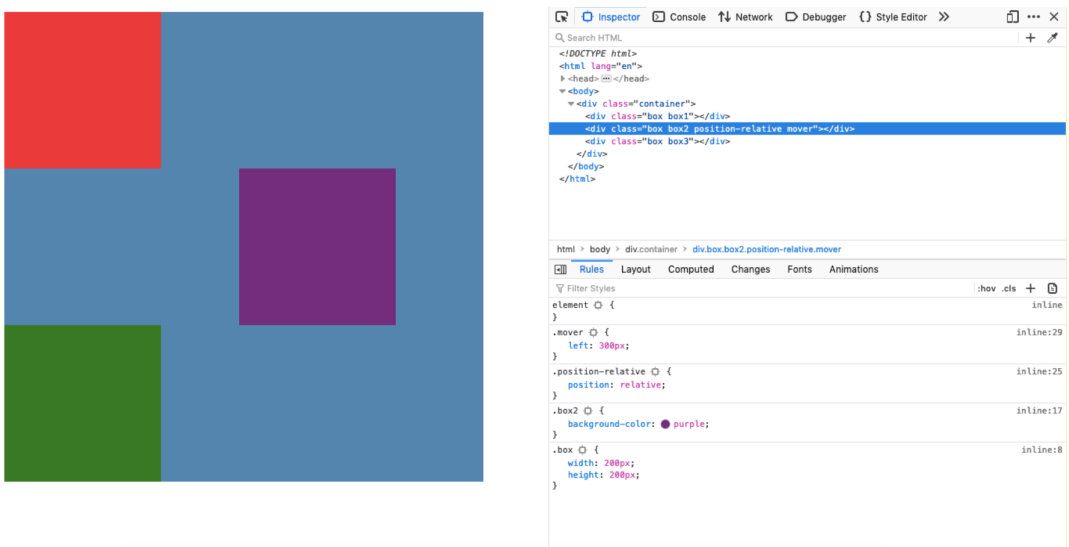 Inspector Console Network Debugger {} Style Editor
Search HTML
<!DOCTYPE html>
<html lang="en">
<head> ••• </head>
<body>
<div class="container">
<div class="box box1"></div>
<div class="box box2 position-relative mover"></div>
<div class="box box3"></div>
</div>
</body>
</html>
html > body > div.container > div.box.box2.position-relative.mover
Rules Layout Computed Changes Fonts Animations
Filter Styles :hov .cls +
element { inline
}
.mover { inline:29
left: 300px;
}
.position-relative { inline:25
position: relative;
}
.box2 { inline:17
background-color: purple;
}
.box { inline:8
width: 200px;
height: 200px;
}